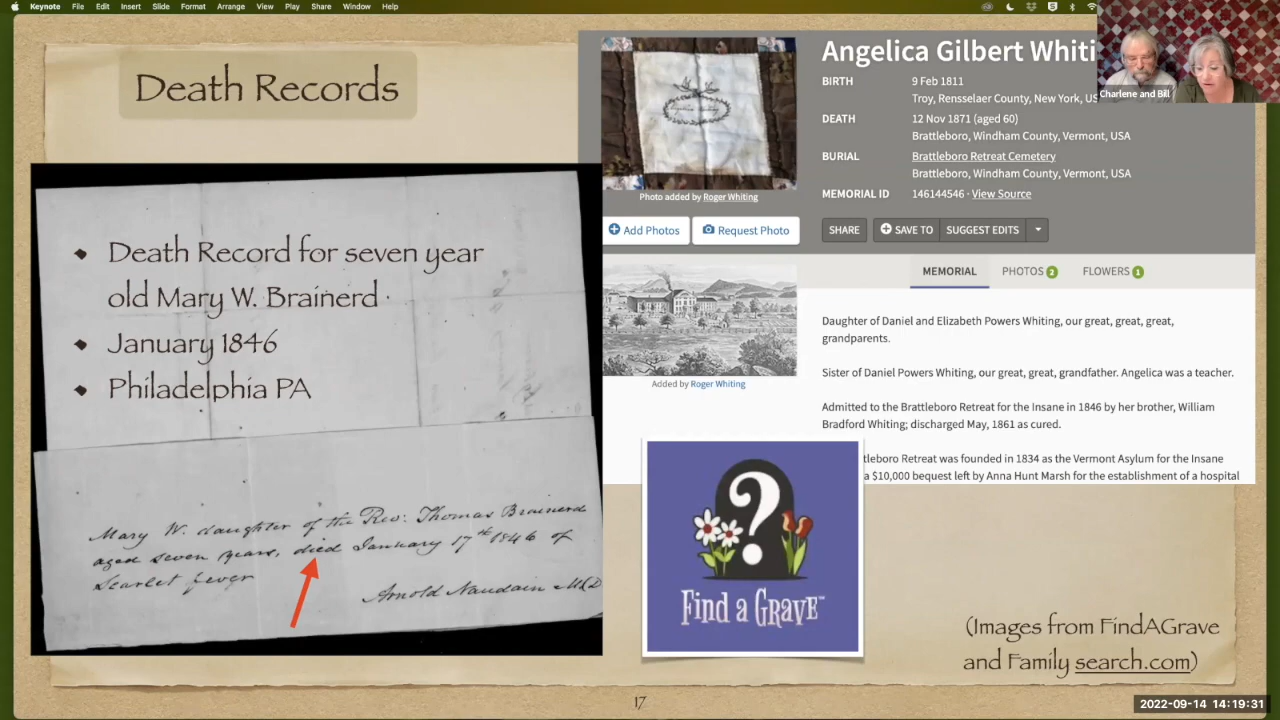 Keynote File Edit Insert Slide Format Arrange View Play Share Window Help
Death Records
Death Record for seven year
old Mary W. Brainerd
January 1846
Philadelphia PA
Mary W. daughter of the Rev: Thomas Brainerd
aged seven years, died January 17th 1846 of
Scarlet fever
Arnold Naudain M.D
Photo added by Roger Whiting
Add Photos
Request Photo
Added by Roger Whiting
Angelica Gilbert Whiti
BIRTH 9 Feb 1811
Troy, Rensselaer County, New York, US
DEATH 12 Nov 1871 (aged 60)
Brattleboro, Windham County, Vermont, USA
BURIAL Brattleboro Retreat Cemetery
Brattleboro, Windham County, Vermont, USA
MEMORIAL ID 146144546 · View Source
SHARE SAVE TO SUGGEST EDITS
MEMORIAL PHOTOS 2 FLOWERS 1
Daughter of Daniel and Elizabeth Powers Whiting, our great, great, great,
grandparents.
Sister of Daniel Powers Whiting, our great, great, grandfather. Angelica was a teacher.
Admitted to the Brattleboro Retreat for the Insane in 1846 by her brother, William
Bradford Whiting; discharged May, 1861 as cured.
tleboro Retreat was founded in 1834 as the Vermont Asylum for the Insane
a $10,000 bequest left by Anna Hunt Marsh for the establishment of a hospital
?
Find a Grave™
(Images from FindAGrave
and Family search.com)
17
Charlene and Bill
2022-09-14 14:19:31